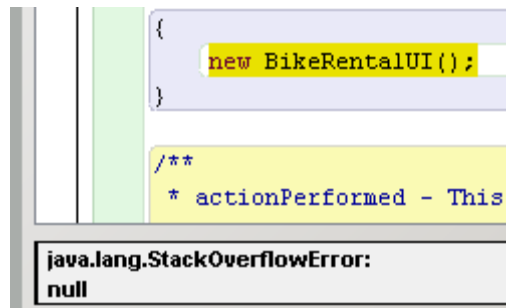 {
new BikeRentalUI();
}
/**
* actionPerformed - This
java.lang.StackOverflowError:
null